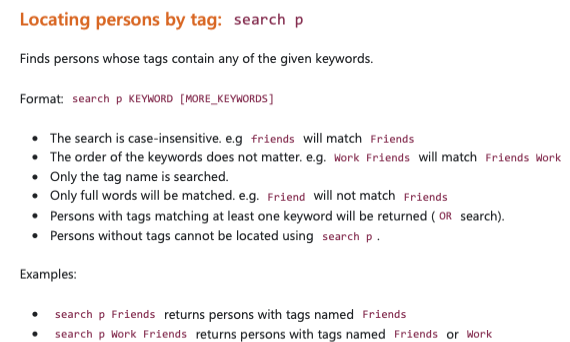 Locating persons by tag: search p
Finds persons whose tags contain any of the given keywords.
Format: search p KEYWORD [MORE_KEYWORDS]
• The search is case-insensitive. e.g friends will match Friends
• The order of the keywords does not matter. e.g. Work Friends will match Friends Work
• Only the tag name is searched.
• Only full words will be matched. e.g. Friend will not match Friends
• Persons with tags matching at least one keyword will be returned ( OR search).
• Persons without tags cannot be located using search p .
Examples:
• search p Friends returns persons with tags named Friends
• search p Work Friends returns persons with tags named Friends or Work